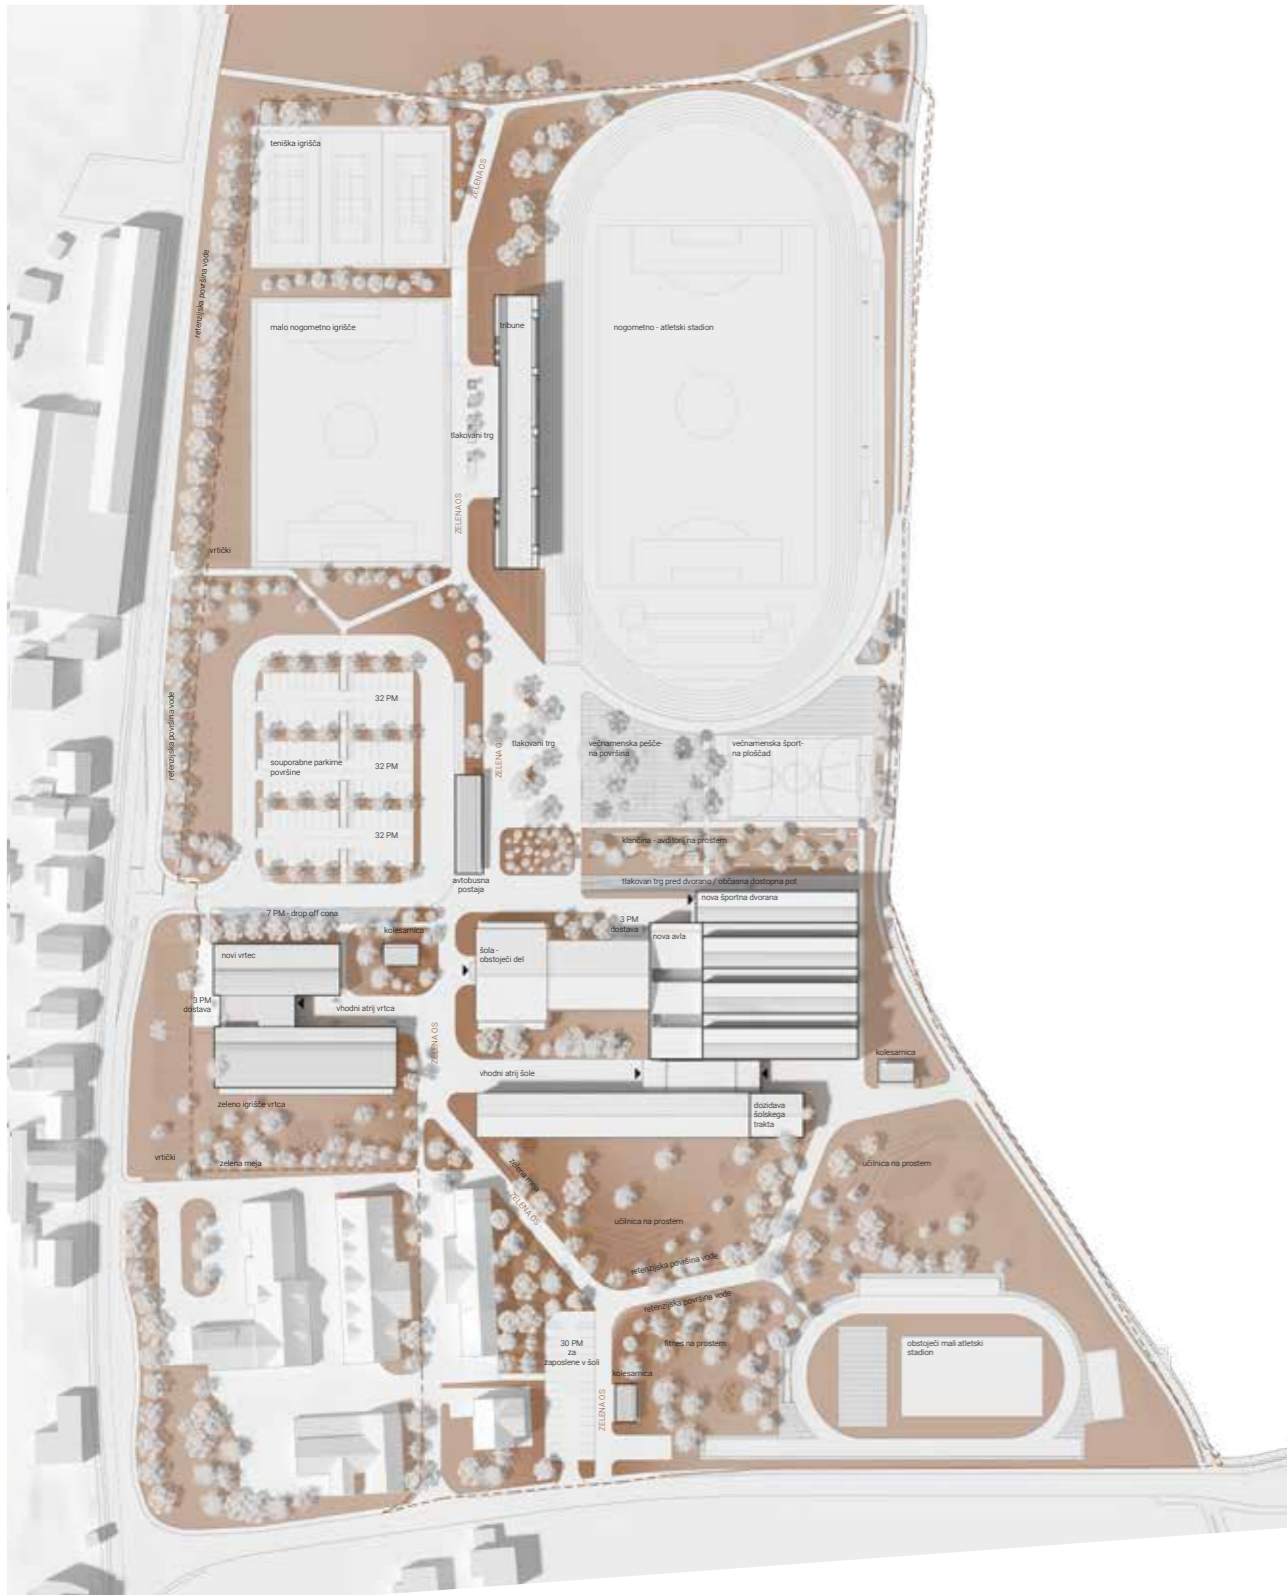 teniška igrišča
ZELENA OS
retenzijska površina vode
malo nogometno igrišče
tribune
nogometno - atletski stadion
tlakovani trg
ZELENA OS
vrtički
retenzijska površina vode
32 PM
souporabne parkirne
površine
32 PM
32 PM
ZELENA OS
tlakovani trg
večnamenska pešče-
na površina
večnamenska šport-
na ploščad
klančina - avditorij na prostem
avtobusna
postaja
tlakovan trg pred dvorano / občasna dostopna pot
nova športna dvorana
7 PM - drop off cona
kolesarnica
3 PM
dostava
nova avla
novi vrtec
šola -
obstoječi del
3 PM
dostava
vhodni atrij vrtca
ZELENA OS
kolesarnica
vhodni atrij šole
zeleno igrišče vrtca
dozidava
šolskega
trakta
vrtički
zelena meja
zelena meja
ZELENA OS
učilnica na prostem
učilnica na prostem
retenzijska površina vode
retenzijska površina vode
30 PM
za
zaposlene v šoli
fitnes na prostem
obstoječi mali atletski
stadion
kolesarnica
ZELENA OS